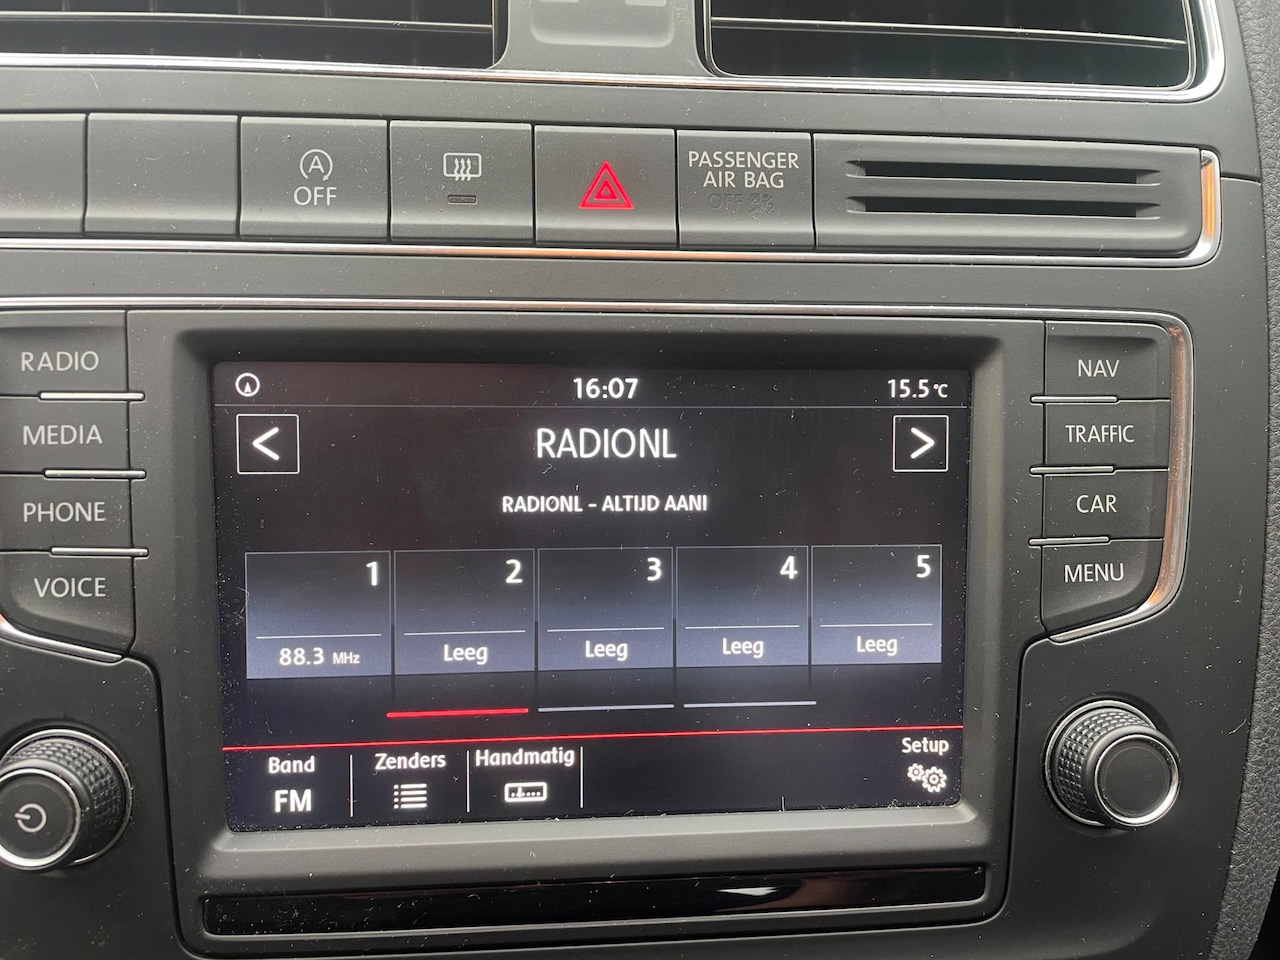 A
OFF
PASSENGER
AIR BAG
OFF
RADIO
MEDIA
PHONE
VOICE
NAV
TRAFFIC
CAR
MENU
16:07
15.5°C
<
RADIONL
>
RADIONL - ALTIJD AAN!
1
2
3
4
5
88.3 MHz
Leeg
Leeg
Leeg
Leeg
Band
FM
Zenders
Handmatig
Setup